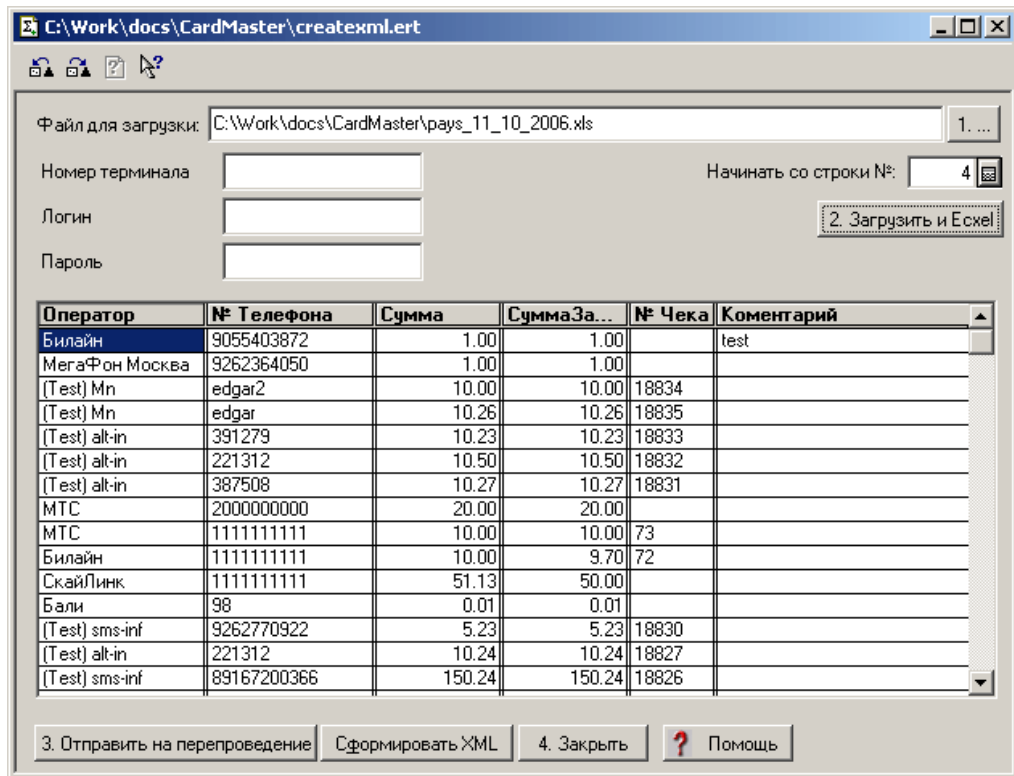 C:\Work\docs\CardMaster\createxml.ert
Файл для загрузки: C:\Work\docs\CardMaster\pays_11_10_2006.xls 1. ...
Номер терминала Начинать со строки №: 4
Логин 2. Загрузить и Ecxel
Пароль
Оператор № Телефона Сумма СуммаЗа... № Чека Коментарий
Билайн 9055403872 1.00 1.00 test
МегаФон Москва 9262364050 1.00 1.00
(Test) Mn edgar2 10.00 10.00 18834
(Test) Mn edgar 10.26 10.26 18835
(Test) alt-in 391279 10.23 10.23 18833
(Test) alt-in 221312 10.50 10.50 18832
(Test) alt-in 387508 10.27 10.27 18831
МТС 2000000000 20.00 20.00
МТС 1111111111 10.00 10.00 73
Билайн 1111111111 10.00 9.70 72
СкайЛинк 1111111111 51.13 50.00
Бали 98 0.01 0.01
(Test) sms-inf 9262770922 5.23 5.23 18830
(Test) alt-in 221312 10.24 10.24 18827
(Test) sms-inf 89167200366 150.24 150.24 18826
3. Отправить на перепроведение Сформировать XML 4. Закрыть ? Помощь